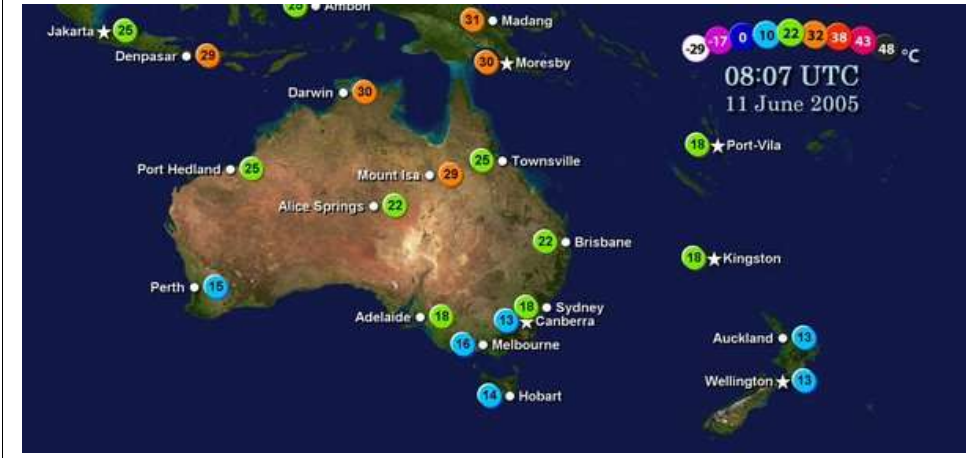 25 Ambon
31 Madang
-29 -17 0 10 22 32 38 43 48 °C
Jakarta 25
Denpasar 29
30 Moresby
08:07 UTC
11 June 2005
Darwin 30
18 Port-Vila
Port Hedland 25
25 Townsville
Mount Isa 29
Alice Springs 22
22 Brisbane
18 Kingston
Perth 15
18 Sydney
Adelaide 18
13 Canberra
16 Melbourne
Auckland 13
Wellington 13
14 Hobart